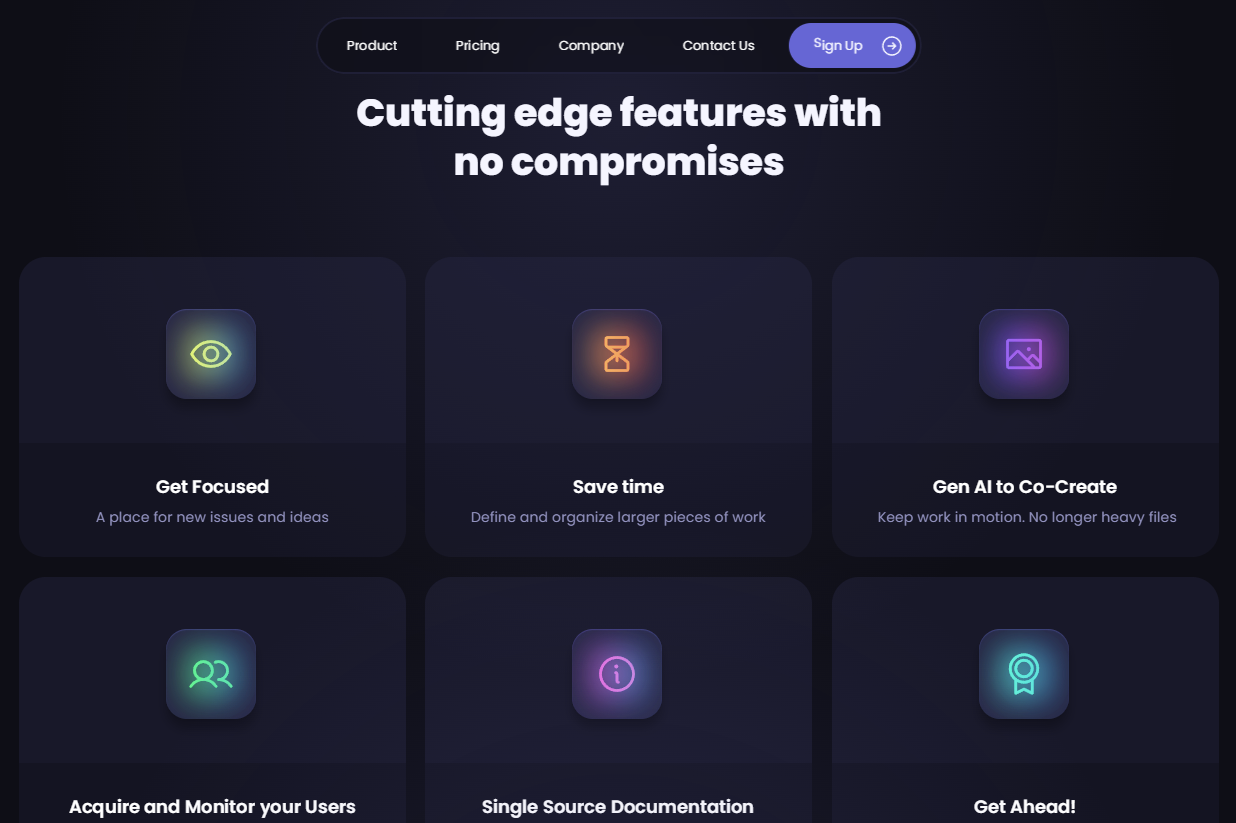 Product Pricing Company Contact Us Sign Up
Cutting edge features with
no compromises
Get Focused
A place for new issues and ideas
Save time
Define and organize larger pieces of work
Gen AI to Co-Create
Keep work in motion. No longer heavy files
Acquire and Monitor your Users
Single Source Documentation
Get Ahead!